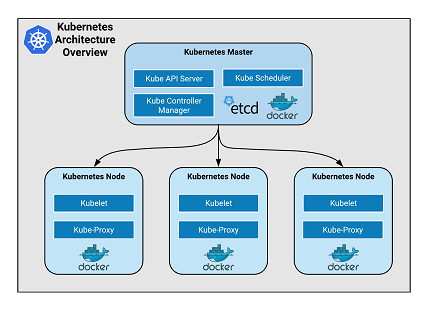 Kubernetes
Architecture
Overview
Kubernetes Master
Kube API Server
Kube Scheduler
Kube Controller
Manager
etcd
docker
Kubernetes Node
Kubelet
Kube-Proxy
docker
Kubernetes Node
Kubelet
Kube-Proxy
docker
Kubernetes Node
Kubelet
Kube-Proxy
docker